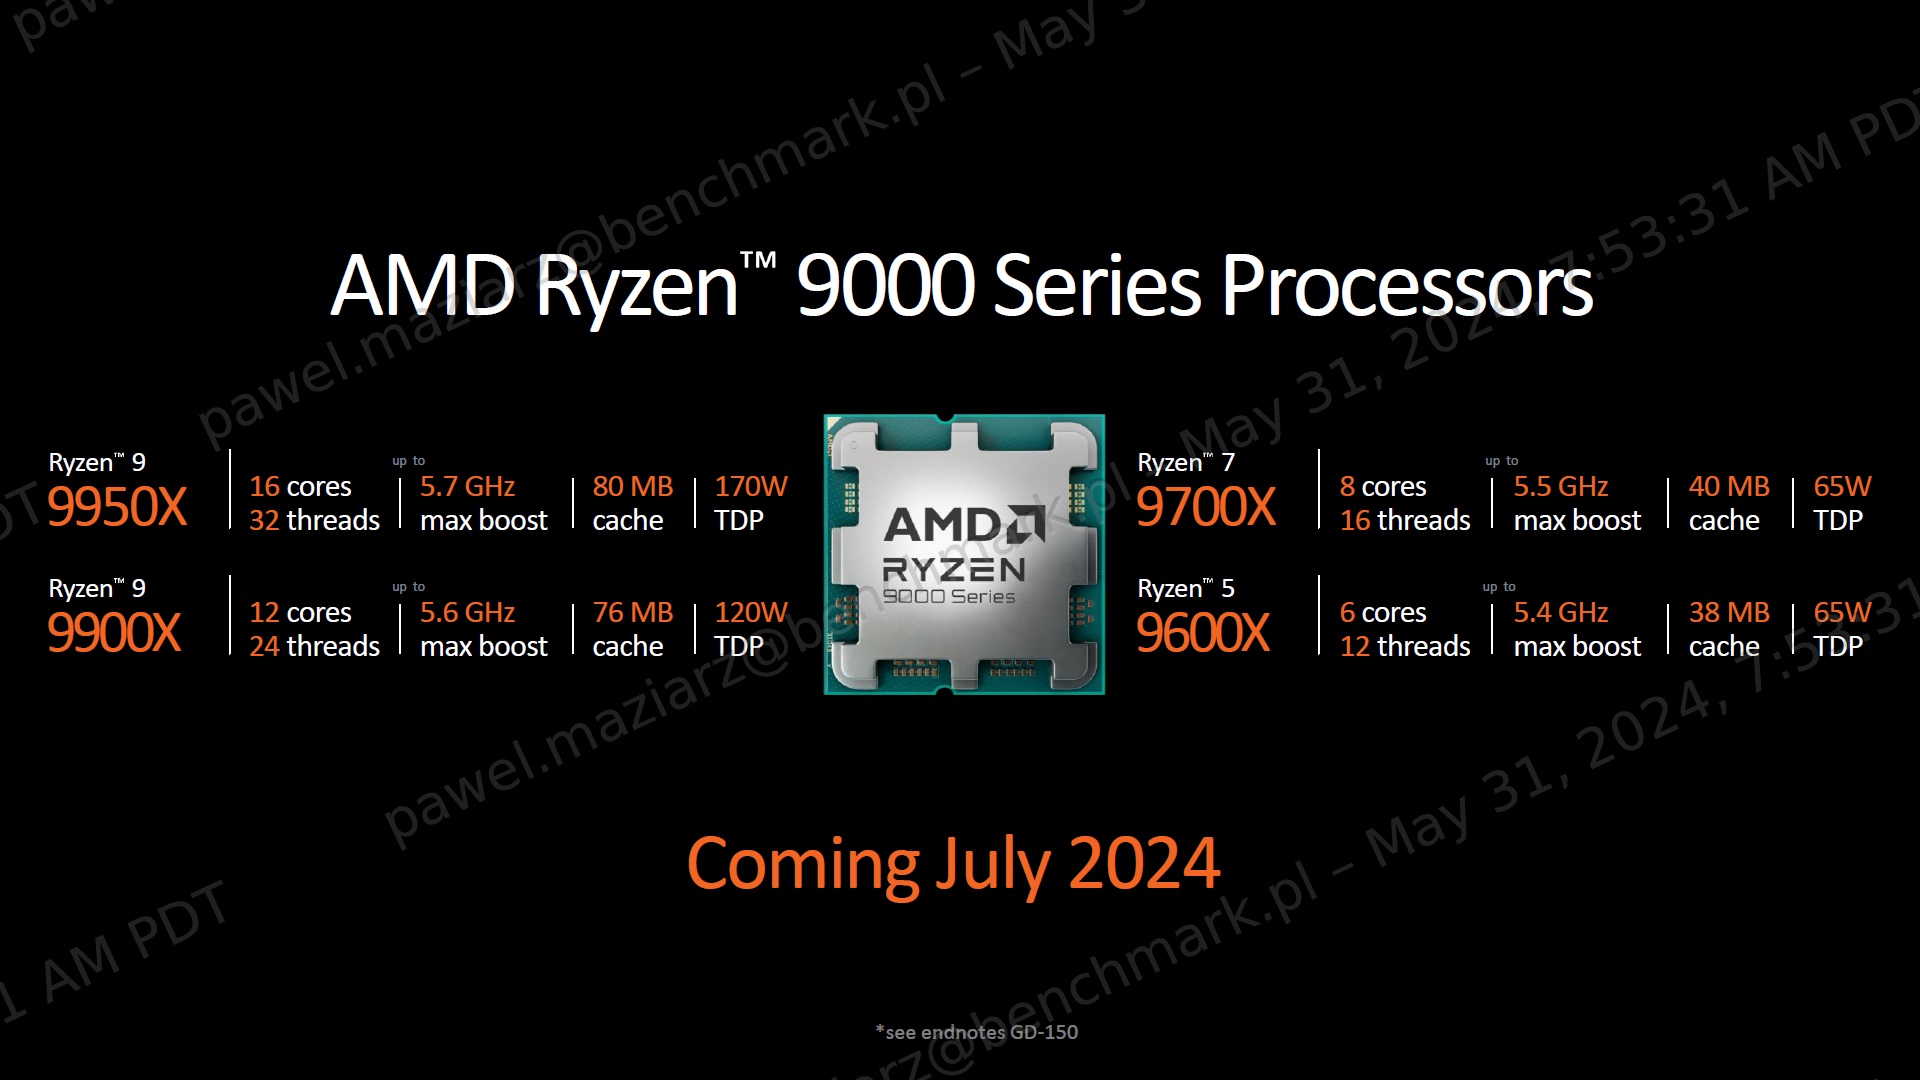 AMD Ryzen™ 9000 Series Processors
Ryzen™ 9
9950X
16 cores
32 threads
up to
5.7 GHz
max boost
80 MB
cache
170W
TDP
Ryzen™ 9
9900X
12 cores
24 threads
up to
5.6 GHz
max boost
76 MB
cache
120W
TDP
AMD
RYZEN
9000 Series
Ryzen™ 7
9700X
8 cores
16 threads
up to
5.5 GHz
max boost
40 MB
cache
65W
TDP
Ryzen™ 5
9600X
6 cores
12 threads
up to
5.4 GHz
max boost
38 MB
cache
65W
TDP
Coming July 2024
*see endnotes GD-150
pawel.maziarz@benchmark.pl – May 3
pawel.maziarz@benchmark.pl – May 31, 2024, 7:53:31 AM PDT
arz@benchmark.pl – May 31, 2024, 7:53:31
1 AM PDT